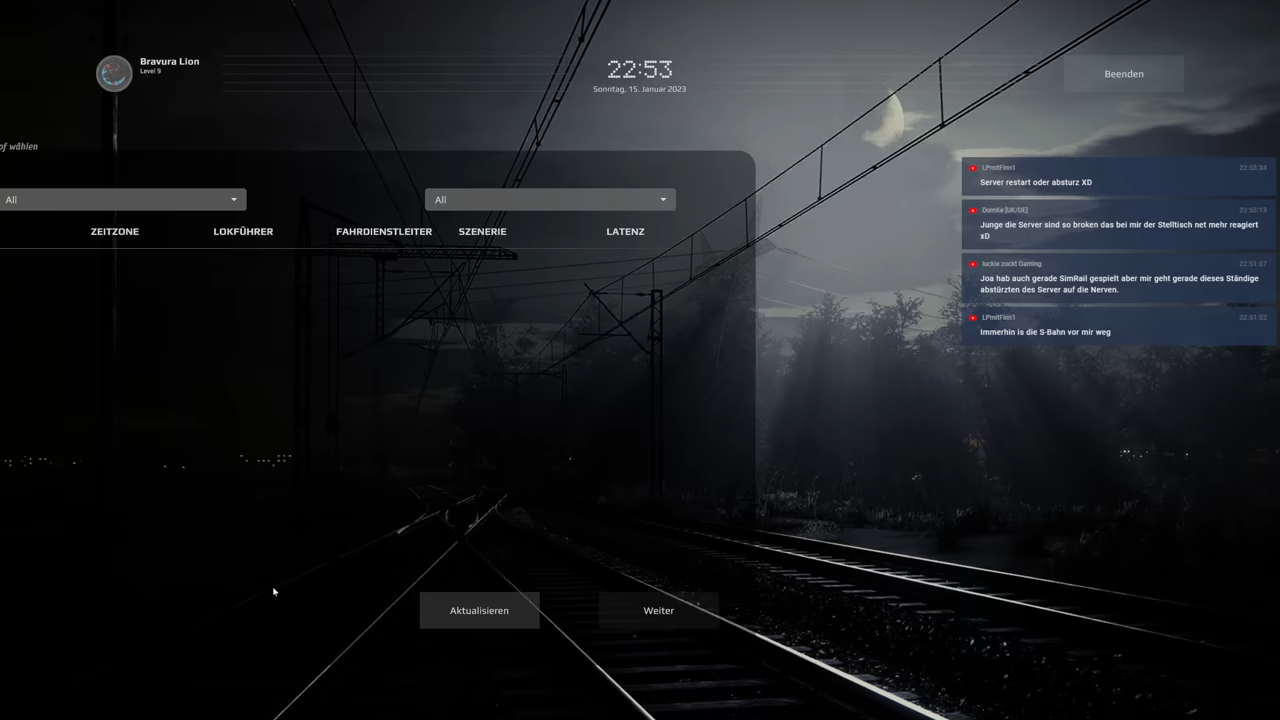 Bravura Lion
Level 9
22:53
Sonntag, 15. Januar 2023
Beenden
pf wählen
All
All
ZEITZONE
LOKFÜHRER
FAHRDIENSTLEITER
SZENERIE
LATENZ
LPmitFinn1 22:53:34
Server restart oder absturz XD
DomKe [UK/DE] 22:53:13
Junge die Server sind so broken das bei mir der Stelltisch net mehr reagiert
xD
luckie zockt Gaming 22:51:57
Joa hab auch gerade SimRail gespielt aber mir geht gerade dieses Ständige
abstürzten des Server auf die Nerven.
LPmitFinn1 22:51:52
Immerhin is die S-Bahn vor mir weg
Aktualisieren
Weiter